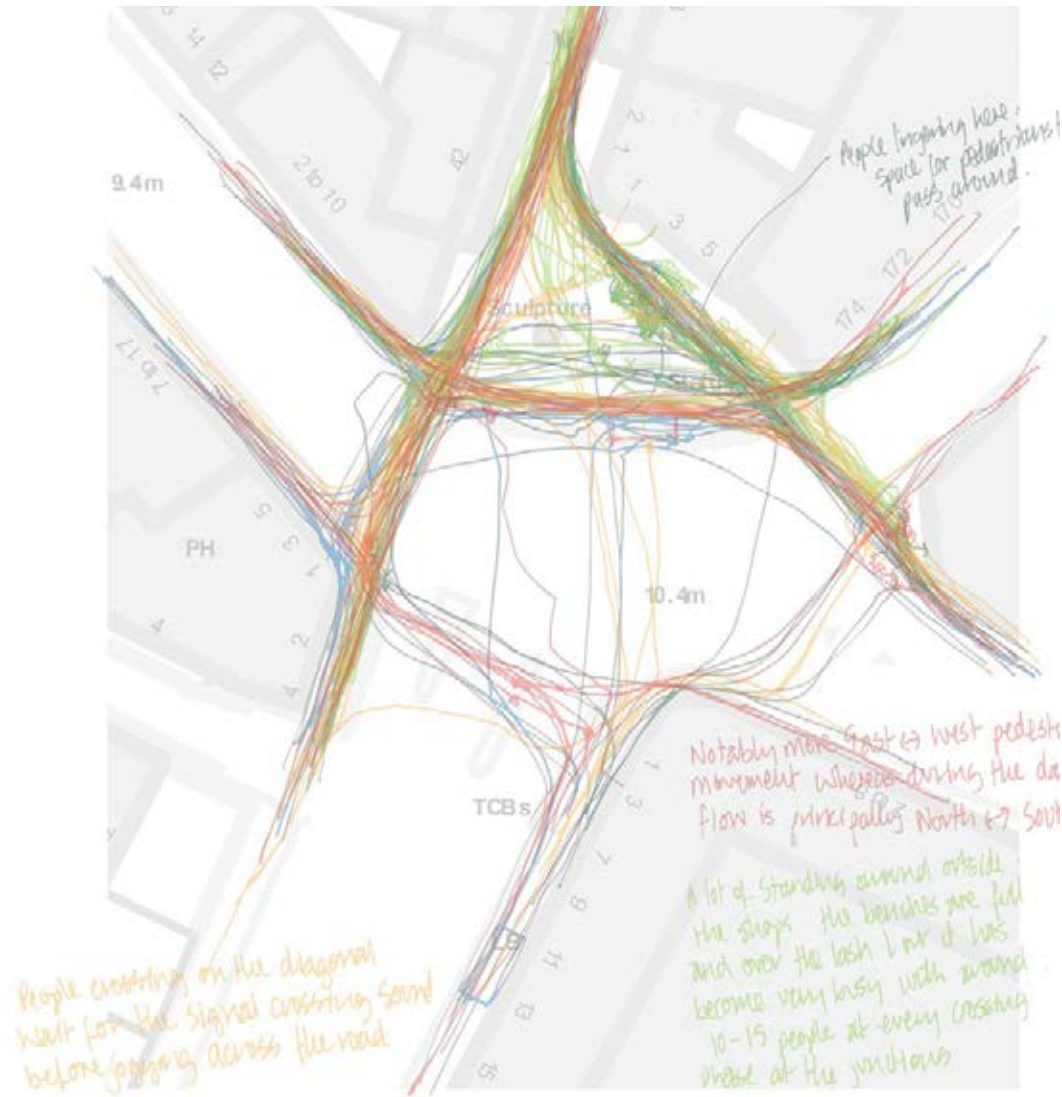 14
12
2 to 10
42
9.4m
2
1
1
3
5
People lingering here.
Space for pedestrians t
pass around.
172
174
Sculpture
7 to 17
5
3
1
PH
2
4
4
10.4m
TCBs
1
3
7
9
11
13
15
LB
Notably more East ↔ West pedestr
movement whereas during the da
flow is principally North ↔ Sout
A lot of standing around outside
the shops the benches are full
and over the last hour it has
become very busy with around
10-15 people at every crossing
phase at the junctions
People crossing on the diagonal
wait for the signal crossing sound
before jogging across the road